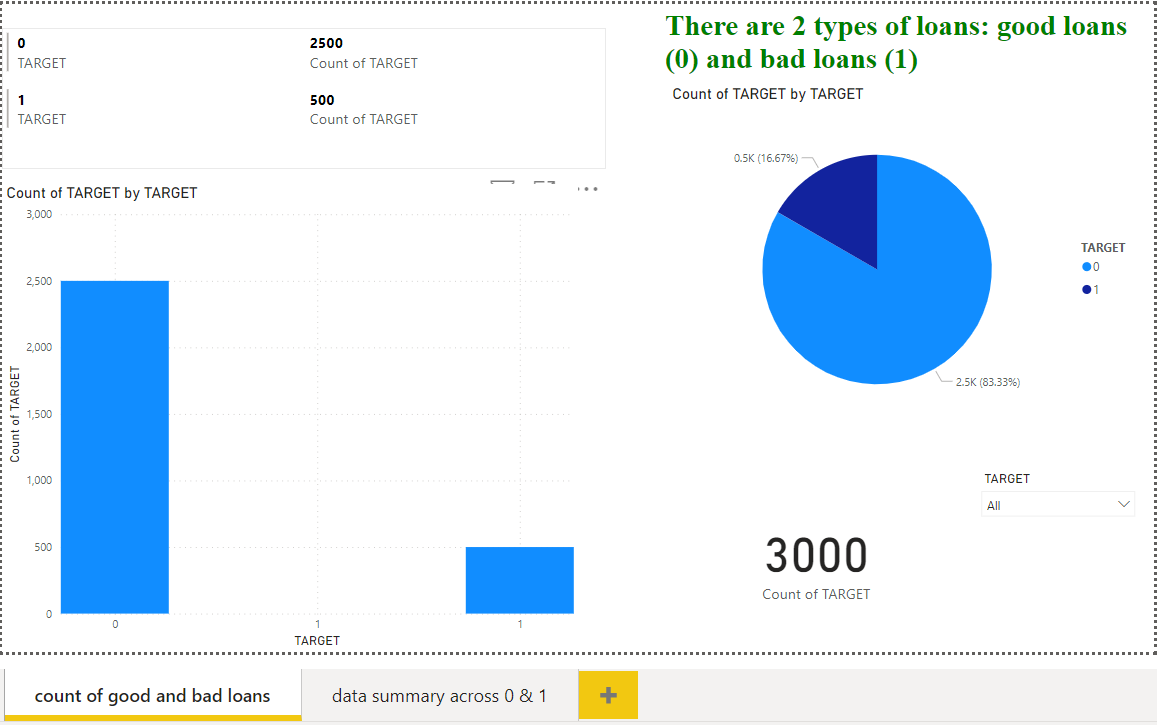 There are 2 types of loans: good loans
(0) and bad loans (1)
0
TARGET
2500
Count of TARGET
1
TARGET
500
Count of TARGET
Count of TARGET by TARGET
3,000
2,500
2,000
1,500
1,000
500
0
Count of TARGET
0
1
1
TARGET
Count of TARGET by TARGET
0.5K (16.67%)
2.5K (83.33%)
TARGET
0
1
TARGET
All
3000
Count of TARGET
count of good and bad loans
data summary across 0 & 1